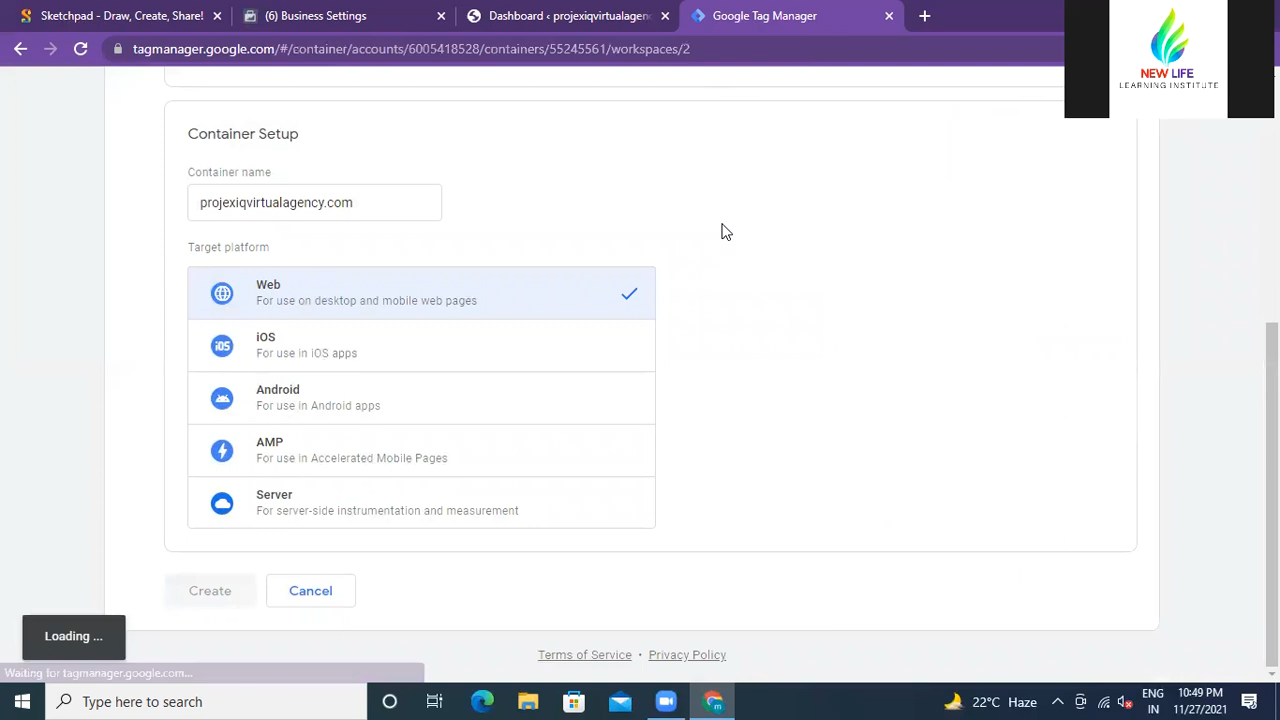 Sketchpad - Draw, Create, Share!
(6) Business Settings
Dashboard ‹ projexiqvirtualagen
Google Tag Manager
tagmanager.google.com/#/container/accounts/6005418528/containers/55245561/workspaces/2
NEW LIFE
LEARNING INSTITUTE
Container Setup
Container name
projexiqvirtualagency.com
Target platform
Web
For use on desktop and mobile web pages
iOS
iOS
For use in iOS apps
Android
For use in Android apps
AMP
For use in Accelerated Mobile Pages
Server
For server-side instrumentation and measurement
Create
Cancel
Loading ...
Terms of Service • Privacy Policy
Waiting for tagmanager.google.com...
Type here to search
22°C Haze
ENG
IN
10:49 PM
11/27/2021